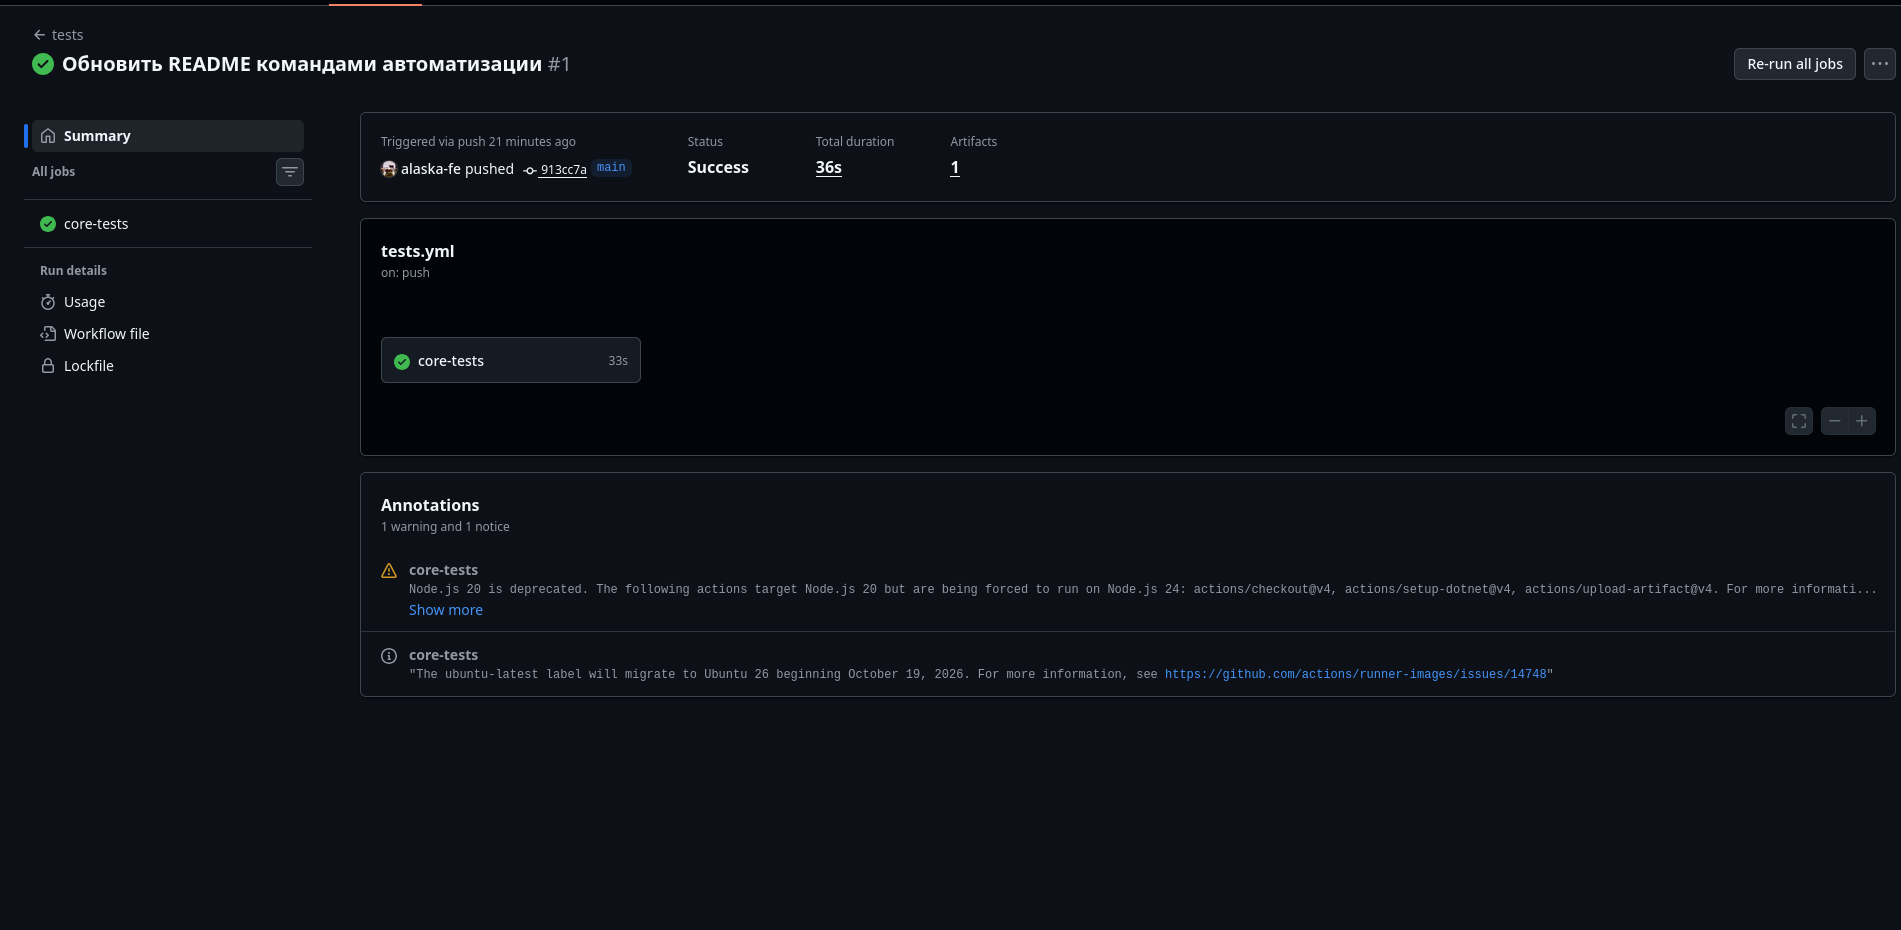 tests
Обновить README командами автоматизации #1
Re-run all jobs
Summary
All jobs
core-tests
Run details
Usage
Workflow file
Lockfile
Triggered via push 21 minutes ago
alaska-fe pushed 913cc7a main
Status
Success
Total duration
36s
Artifacts
1
tests.yml
on: push
core-tests 33s
Annotations
1 warning and 1 notice
core-tests
Node.js 20 is deprecated. The following actions target Node.js 20 but are being forced to run on Node.js 24: actions/checkout@v4, actions/setup-dotnet@v4, actions/upload-artifact@v4. For more informati...
Show more
core-tests
"The ubuntu-latest label will migrate to Ubuntu 26 beginning October 19, 2026. For more information, see https://github.com/actions/runner-images/issues/14748"